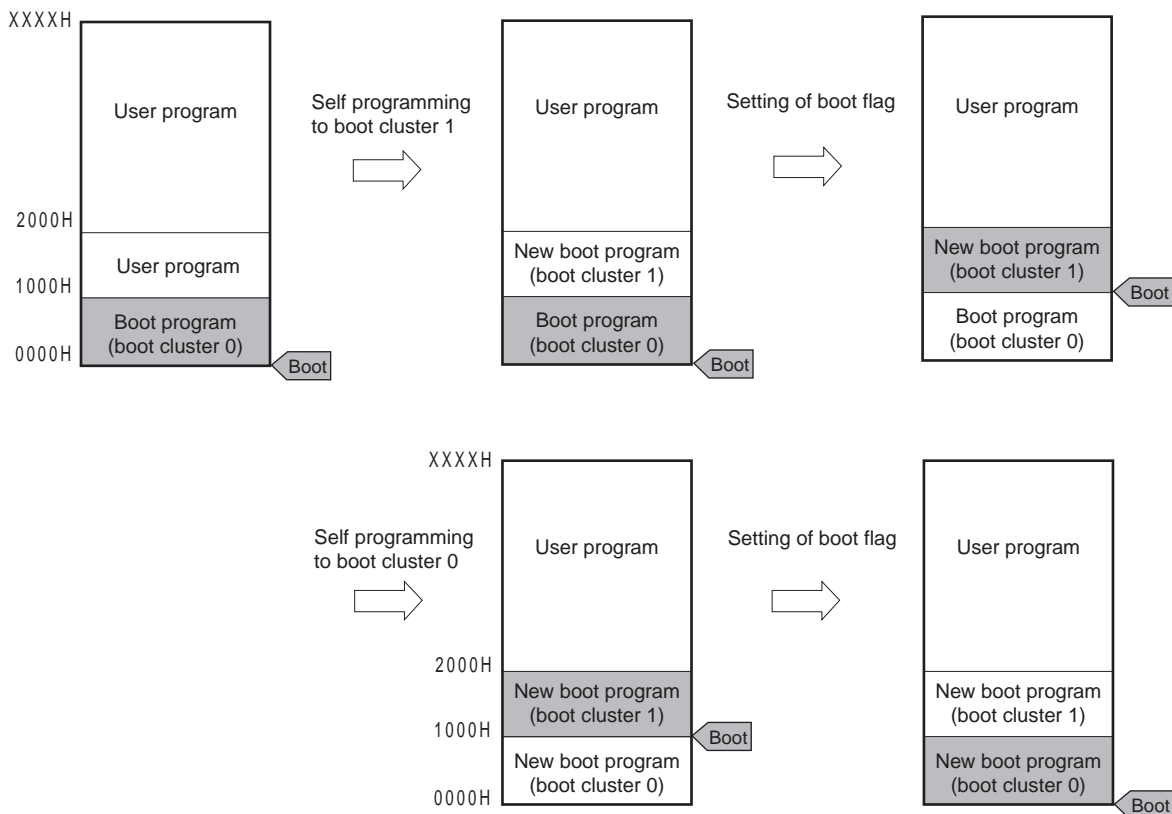 XXXXH
User program
2000H
User program
1000H
Boot program
(boot cluster 0)
0000H
Boot
Self programming
to boot cluster 1
User program
New boot program
(boot cluster 1)
Boot program
(boot cluster 0)
Boot
Setting of boot flag
User program
New boot program
(boot cluster 1)
Boot
Boot program
(boot cluster 0)
Self programming
to boot cluster 0
XXXXH
User program
2000H
New boot program
(boot cluster 1)
1000H
Boot
New boot program
(boot cluster 0)
0000H
Setting of boot flag
User program
New boot program
(boot cluster 1)
New boot program
(boot cluster 0)
Boot